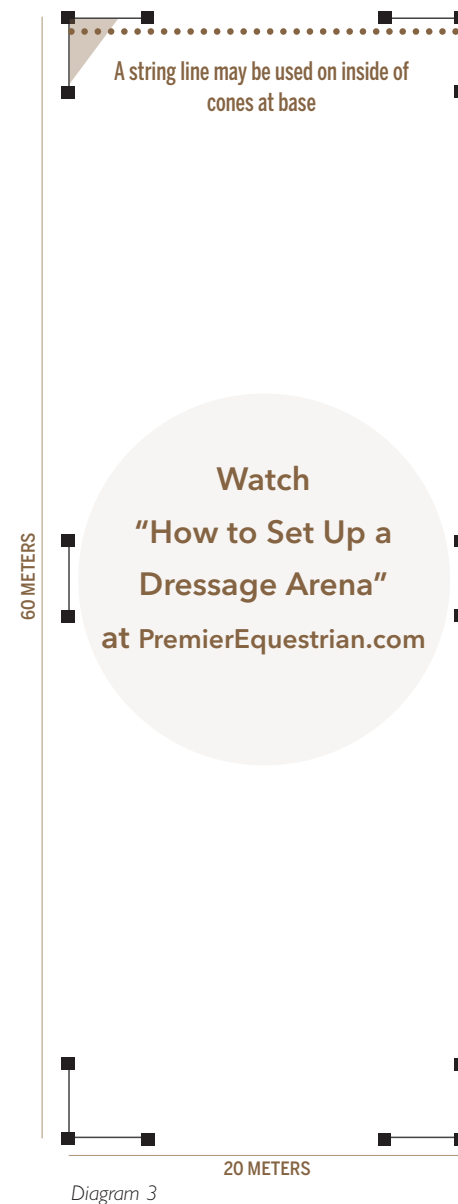 A string line may be used on inside of
cones at base
Watch
“How to Set Up a
Dressage Arena”
at PremierEquestrian.com
60 METERS
20 METERS
Diagram 3